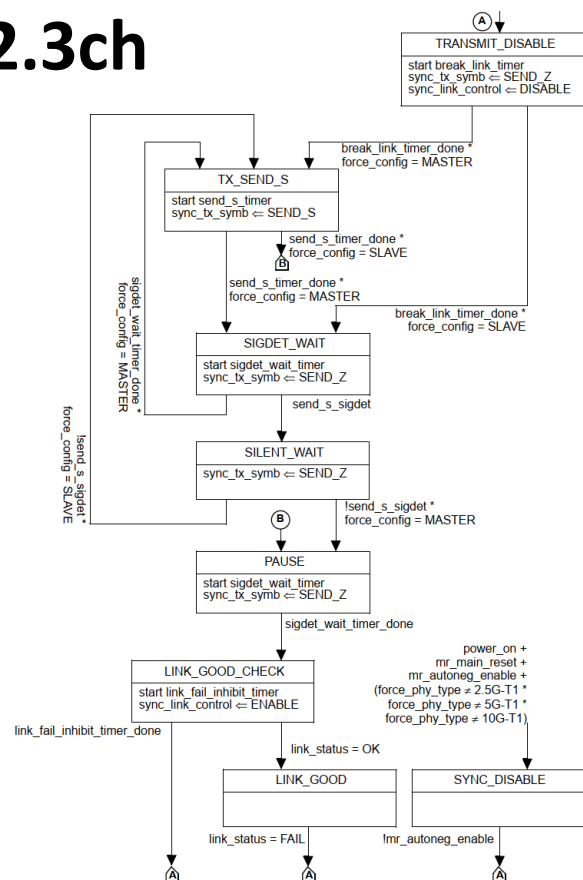 2.3ch
A
TRANSMIT_DISABLE
start break_link_timer
sync_tx_symb ⇐ SEND_Z
sync_link_control ⇐ DISABLE
break_link_timer_done *
force_config = MASTER
TX_SEND_S
start send_s_timer
sync_tx_symb ⇐ SEND_S
send_s_timer_done *
force_config = SLAVE
B
send_s_timer_done *
force_config = MASTER
break_link_timer_done *
force_config = SLAVE
sigdet_wait_timer_done *
force_config = MASTER
SIGDET_WAIT
start sigdet_wait_timer
sync_tx_symb ⇐ SEND_Z
send_s_sigdet
!send_s_sigdet *
force_config = SLAVE
SILENT_WAIT
sync_tx_symb ⇐ SEND_Z
!send_s_sigdet *
force_config = MASTER
B
PAUSE
start sigdet_wait_timer
sync_tx_symb ⇐ SEND_Z
sigdet_wait_timer_done
power_on +
mr_main_reset +
mr_autoneg_enable +
(force_phy_type ≠ 2.5G-T1 *
force_phy_type ≠ 5G-T1 *
force_phy_type ≠ 10G-T1)
LINK_GOOD_CHECK
start link_fail_inhibit_timer
sync_link_control ⇐ ENABLE
link_fail_inhibit_timer_done
link_status = OK
LINK_GOOD
SYNC_DISABLE
link_status = FAIL
!mr_autoneg_enable
A
A
A